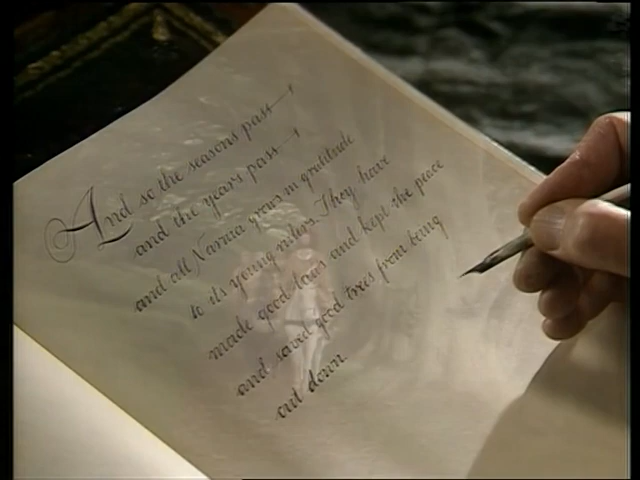 And so the seasons pass
and the years pass
and all Narnia grows in gratitude
to its young rulers. They have
made good laws and kept the peace
and saved good trees from being
cut down.